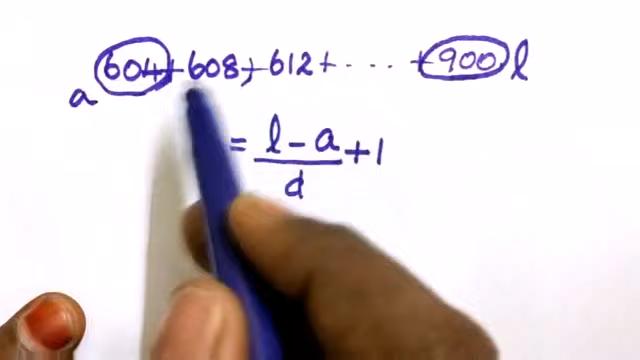 604+608+612+...+900 l
a
= l-a/d +1